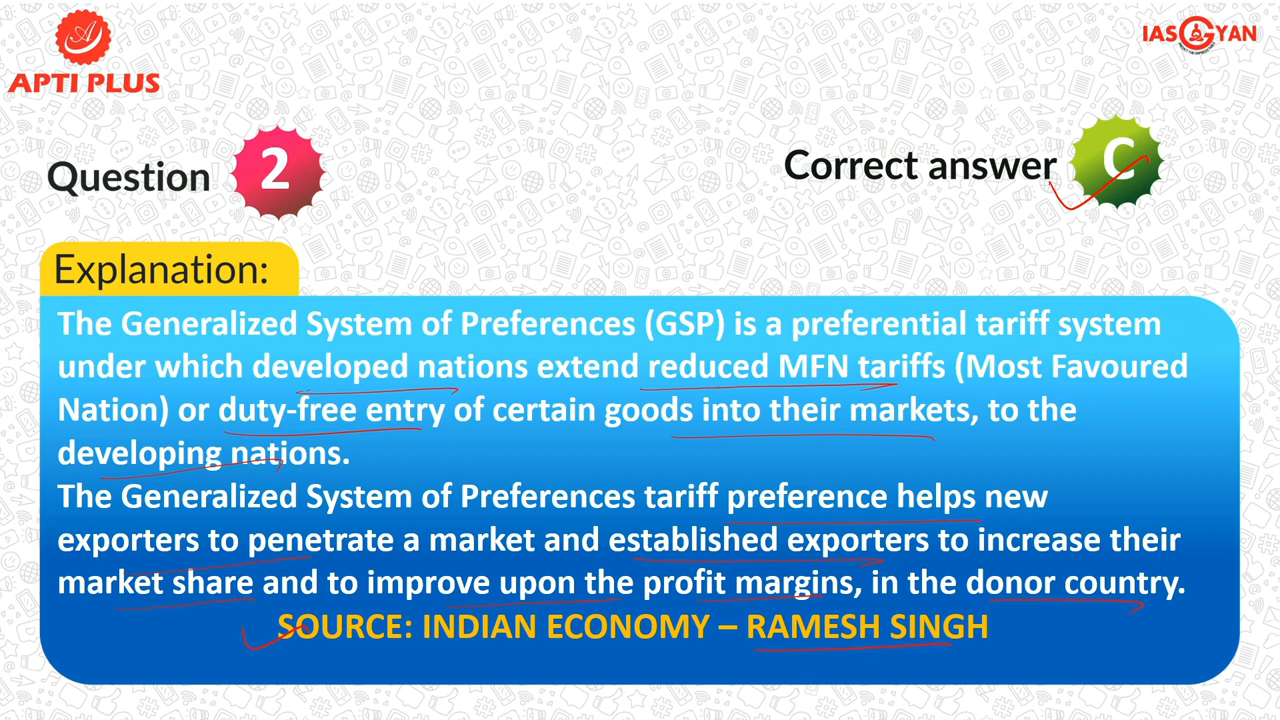 APTI PLUS
IAS GYAN
Question 2
Correct answer C
Explanation:
The Generalized System of Preferences (GSP) is a preferential tariff system
under which developed nations extend reduced MFN tariffs (Most Favoured
Nation) or duty-free entry of certain goods into their markets, to the
developing nations.
The Generalized System of Preferences tariff preference helps new
exporters to penetrate a market and established exporters to increase their
market share and to improve upon the profit margins, in the donor country.
SOURCE: INDIAN ECONOMY – RAMESH SINGH